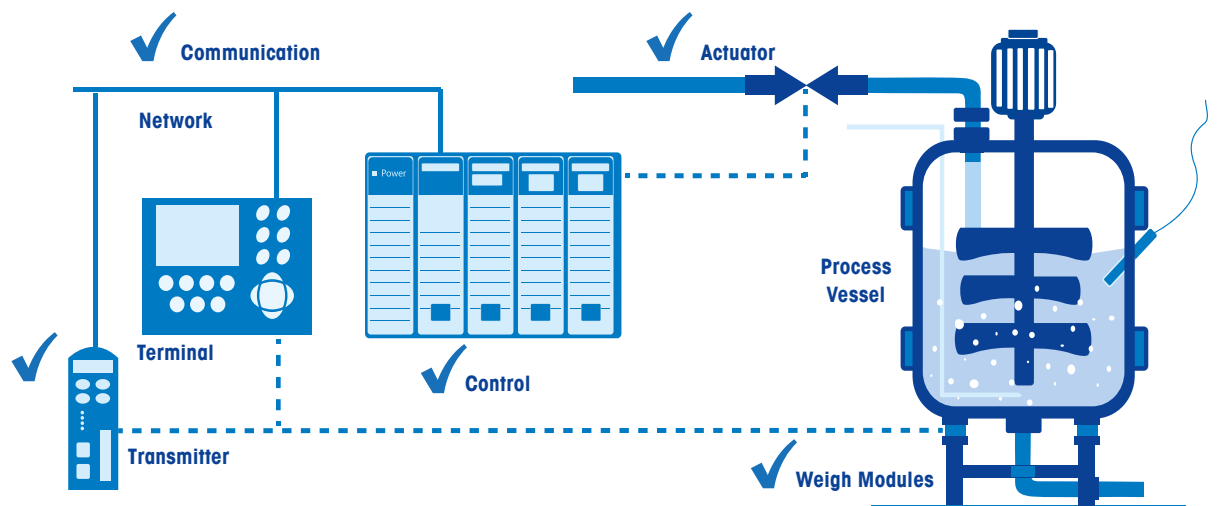 Communication
Actuator
Network
Power
Process
Vessel
Terminal
Control
Transmitter
Weigh Modules